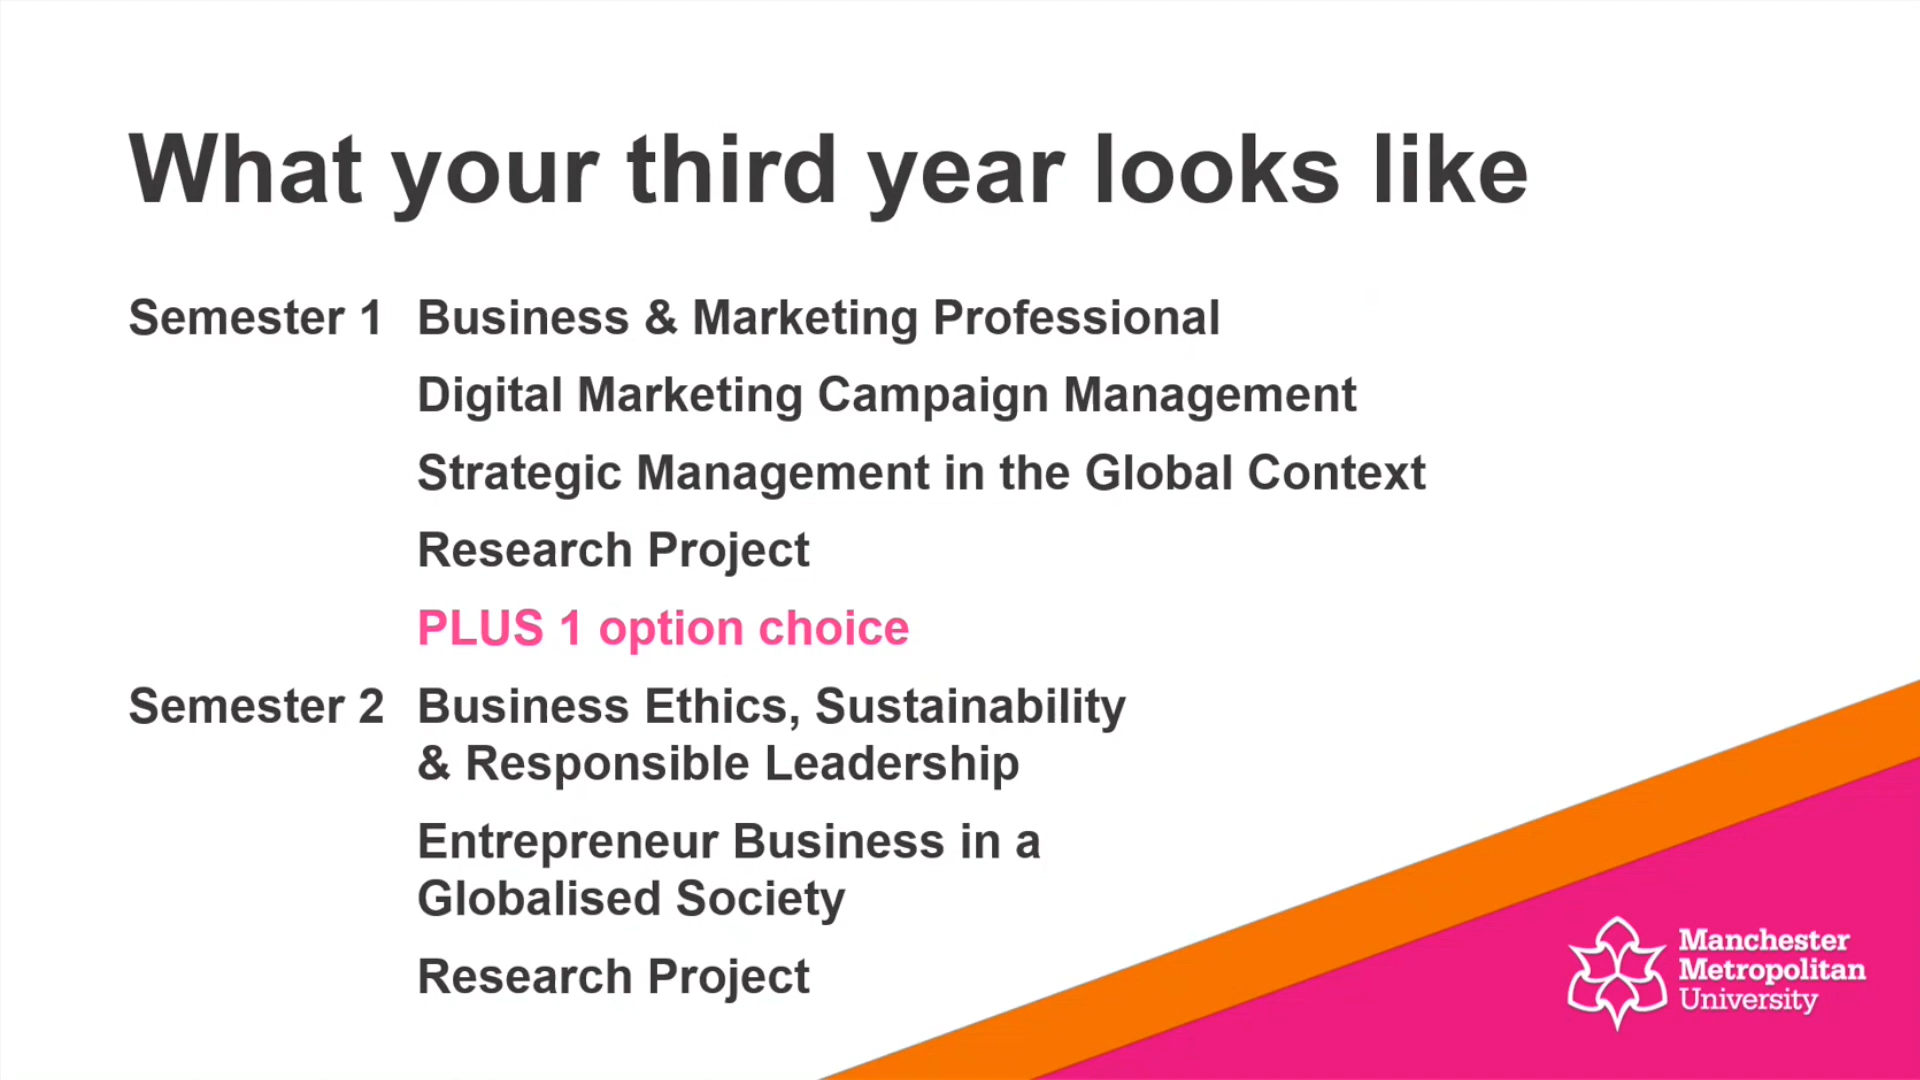 What your third year looks like
Semester 1 Business & Marketing Professional
Digital Marketing Campaign Management
Strategic Management in the Global Context
Research Project
PLUS 1 option choice
Semester 2 Business Ethics, Sustainability
& Responsible Leadership
Entrepreneur Business in a
Globalised Society
Research Project
Manchester
Metropolitan
University